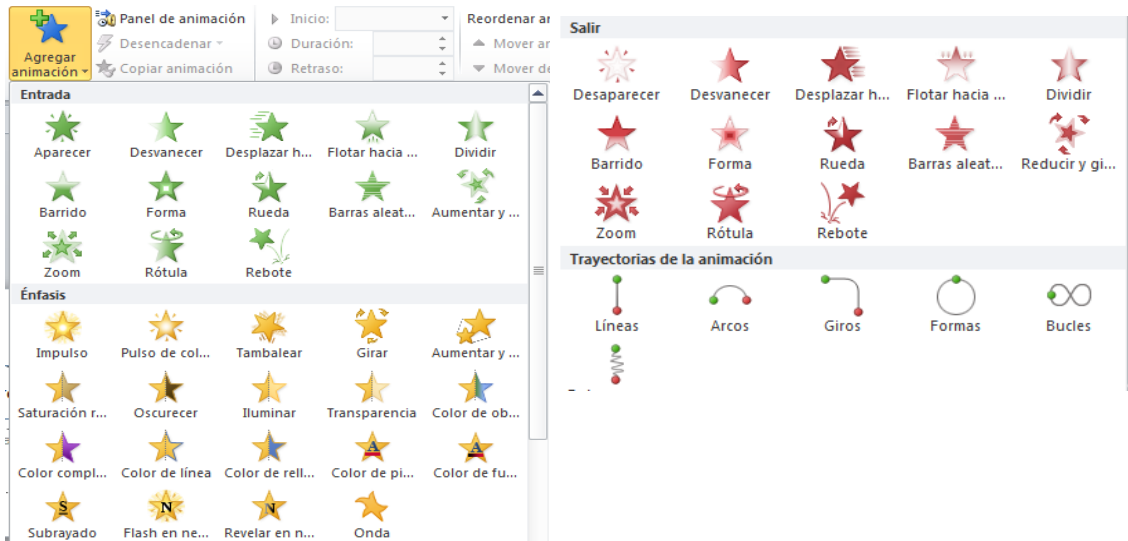 Agregar
animación
Panel de animación
Desencadenar
Copiar animación
Inicio:
Duración:
Retraso:
Reordenar ar
Mover ar
Mover de
Entrada
Aparecer Desvanecer Desplazar h... Flotar hacia ... Dividir
Barrido Forma Rueda Barras aleat... Aumentar y ...
Zoom Rótula Rebote
Énfasis
Impulso Pulso de col... Tambalear Girar Aumentar y ...
Saturación r... Oscurecer Iluminar Transparencia Color de ob...
Color compl... Color de línea Color de rell... Color de pi... Color de fu...
Subrayado Flash en ne... Revelar en n... Onda
Salir
Desaparecer Desvanecer Desplazar h... Flotar hacia ... Dividir
Barrido Forma Rueda Barras aleat... Reducir y gi...
Zoom Rótula Rebote
Trayectorias de la animación
Líneas Arcos Giros Formas Bucles